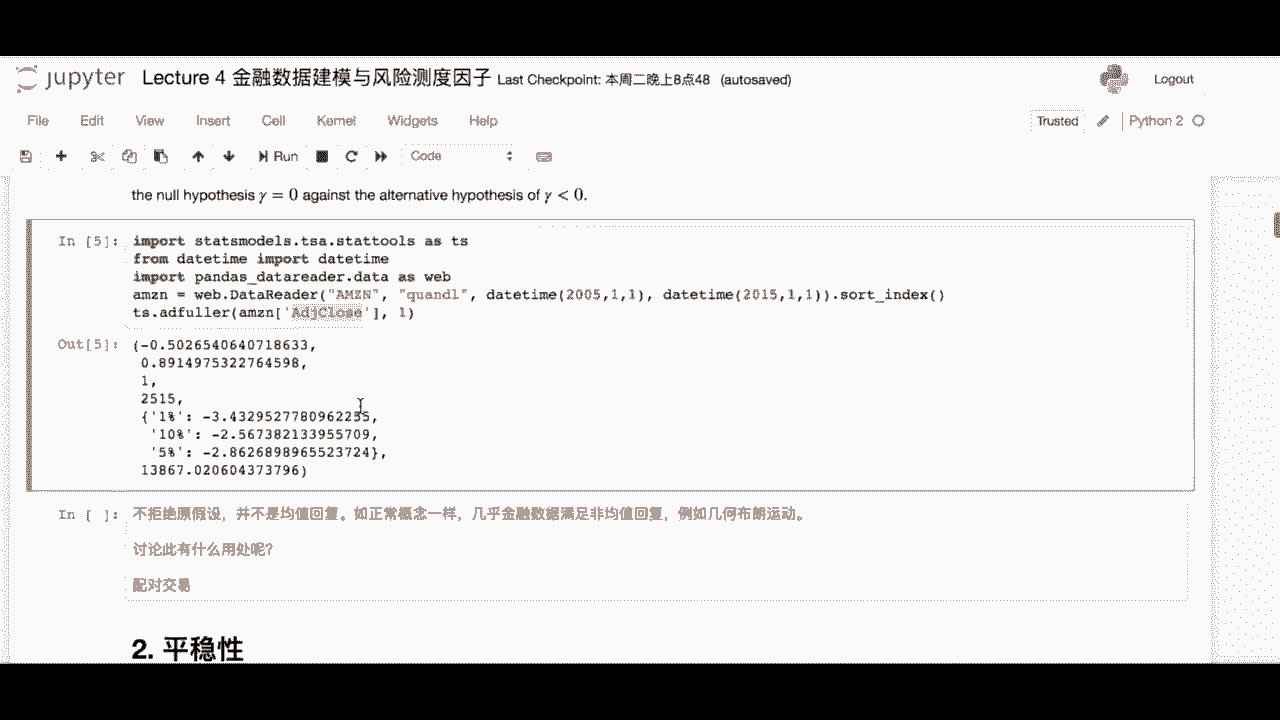 jupyter Lecture 4 金融数据建模与风险测度因子 Last Checkpoint: 本周二晚上8点48 (autosaved) Logout
File Edit View Insert Cell Kernel Widgets Help Trusted Python 2
Run Code
the null hypothesis γ = 0 against the alternative hypothesis of γ < 0.
In [5]: import statsmodels.tsa.stattools as ts
from datetime import datetime
import pandas_datareader.data as web
amzn = web.DataReader("AMZN", "quandl", datetime(2005,1,1), datetime(2015,1,1)).sort_index()
ts.adfuller(amzn['AdjClose'], 1)
Out[5]: (-0.5026540640718633,
0.8914975322764598,
1,
2515,
{'1%': -3.4329527780962255,
'10%': -2.567382133955709,
'5%': -2.8626898965523724},
13867.020604373796)
In [ ]: 不拒绝原假设，并不是均值回复。如正常概念一样，几乎金融数据满足非均值回复，例如几何布朗运动。
讨论此有什么用处呢？
配对交易
2. 平稳性